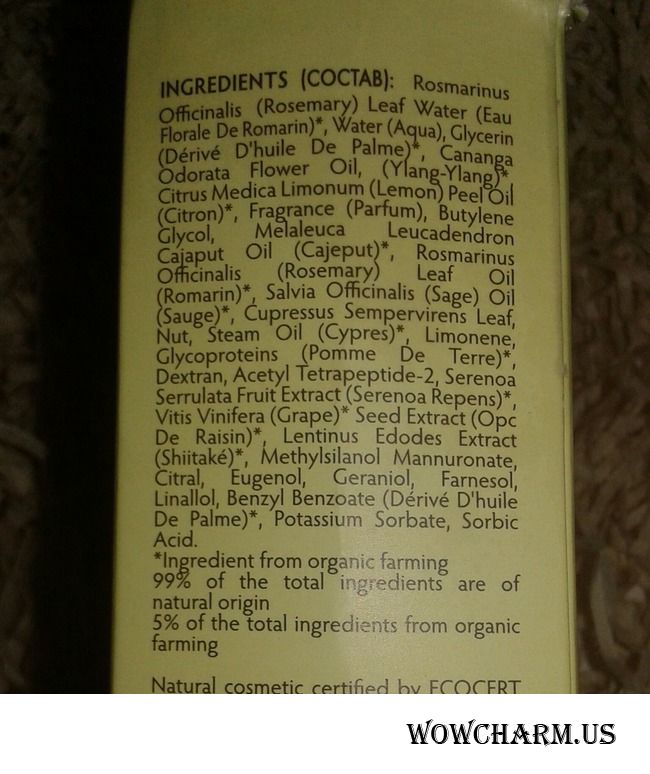 INGREDIENTS (СОСТАВ): Rosmarinus
Officinalis (Rosemary) Leaf Water (Eau
Florale De Romarin)*, Water (Aqua), Glycerin
(Dérivé D'huile De Palme)*, Cananga
Odorata Flower Oil, (Ylang-Ylang)*
Citrus Medica Limonum (Lemon) Peel Oil
(Citron)*, Fragrance (Parfum), Butylene
Glycol, Melaleuca Leucadendron
Cajaput Oil (Cajeput)*, Rosmarinus
Officinalis (Rosemary) Leaf Oil
(Romarin)*, Salvia Officinalis (Sage) Oil
(Sauge)*, Cupressus Sempervirens Leaf,
Nut, Steam Oil (Cypres)*, Limonene,
Glycoproteins (Pomme De Terre)*,
Dextran, Acetyl Tetrapeptide-2, Serenoa
Serrulata Fruit Extract (Serenoa Repens)*,
Vitis Vinifera (Grape)* Seed Extract (Opc
De Raisin)*, Lentinus Edodes Extract
(Shiitaké)*, Methylsilanol Mannuronate,
Citral, Eugenol, Geraniol, Farnesol,
Linallol, Benzyl Benzoate (Dérivé D'huile
De Palme)*, Potassium Sorbate, Sorbic
Acid.
*Ingredient from organic farming
99% of the total ingredients are of
natural origin
5% of the total ingredients from organic
farming
Natural cosmetic certified by ECOCERT
WOWCHARM.US